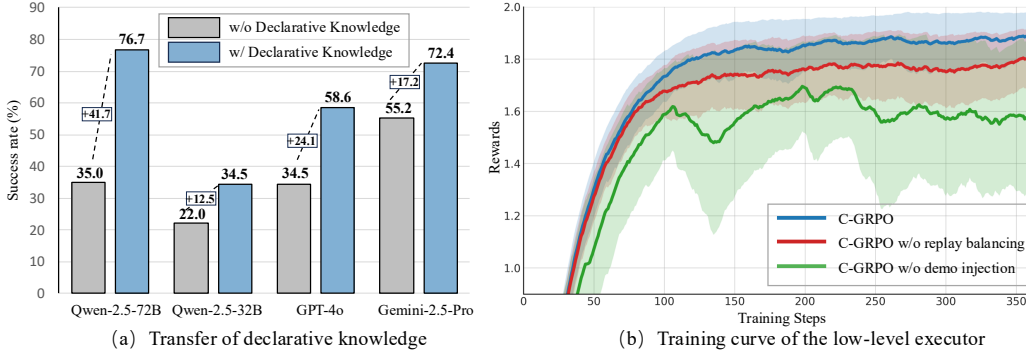 90
80
70
60
50
40
30
20
10
0
Success rate (%)
w/o Declarative Knowledge
w/ Declarative Knowledge
35.0
+41.7
76.7
22.0
+12.5
34.5
34.5
+24.1
58.6
55.2
+17.2
72.4
Qwen-2.5-72B
Qwen-2.5-32B
GPT-4o
Gemini-2.5-Pro
(a) Transfer of declarative knowledge
2.0
1.8
1.6
1.4
1.2
1.0
Rewards
C-GRPO
C-GRPO w/o replay balancing
C-GRPO w/o demo injection
0
50
100
150
200
250
300
350
Training Steps
(b) Training curve of the low-level executor